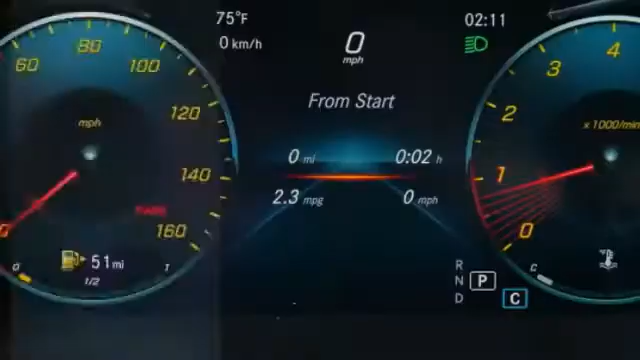 75°F
0 km/h
0
mph
02:11
From Start
0 mi
0:02 h
2.3 mpg
0 mph
60
80
100
120
140
160
mph
51 mi
0
1/2
1
4
3
2
1
0
x 1000/min
C
R
N
D
P
C